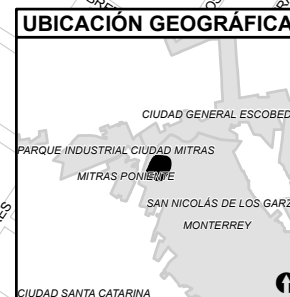 UBICACIÓN GEOGRÁFICA
CIUDAD GENERAL ESCOBED
PARQUE INDUSTRIAL CIUDAD MITRAS
MITRAS PONIENTE
SAN NICOLÁS DE LOS GARZ
MONTERREY
CIUDAD SANTA CATARINA